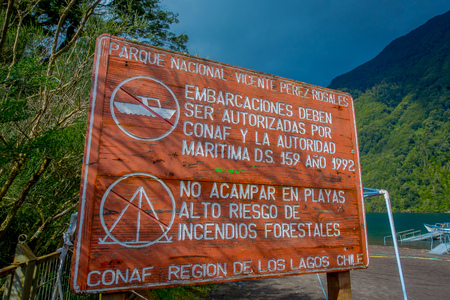 PARQUE NACIONAL VICENTE PEREZ ROSALES
EMBARCACIONES DEBEN
SER AUTORIZADAS POR
CONAF Y LA AUTORIDAD
MARITIMA D.S. 159 AÑO 1992
NO ACAMPAR EN PLAYAS
ALTO RIESGO DE
INCENDIOS FORESTALES
CONAF REGION DE LOS LAGOS CHILE